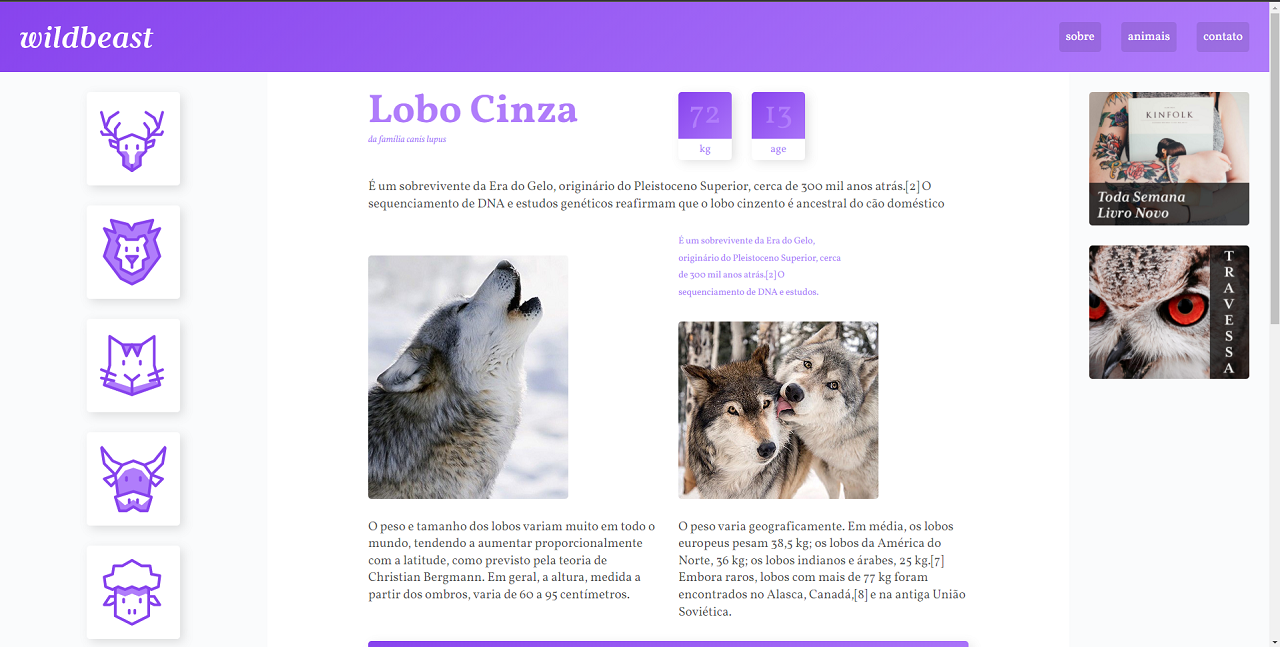 wildbeast
sobre
animais
contato
Lobo Cinza
da família canis lupus
72
kg
13
age
É um sobrevivente da Era do Gelo, originário do Pleistoceno Superior, cerca de 300 mil anos atrás.[2] O
sequenciamento de DNA e estudos genéticos reafirmam que o lobo cinzento é ancestral do cão doméstico
É um sobrevivente da Era do Gelo,
originário do Pleistoceno Superior, cerca
de 300 mil anos atrás.[2] O
sequenciamento de DNA e estudos.
O peso e tamanho dos lobos variam muito em todo o
mundo, tendendo a aumentar proporcionalmente
com a latitude, como previsto pela teoria de
Christian Bergmann. Em geral, a altura, medida a
partir dos ombros, varia de 60 a 95 centímetros.
O peso varia geograficamente. Em média, os lobos
europeus pesam 38,5 kg; os lobos da América do
Norte, 36 kg; os lobos indianos e árabes, 25 kg.[7]
Embora raros, lobos com mais de 77 kg foram
encontrados no Alasca, Canadá,[8] e na antiga União
Soviética.
KINFOLK
Toda Semana
Livro Novo
TRAVESSA